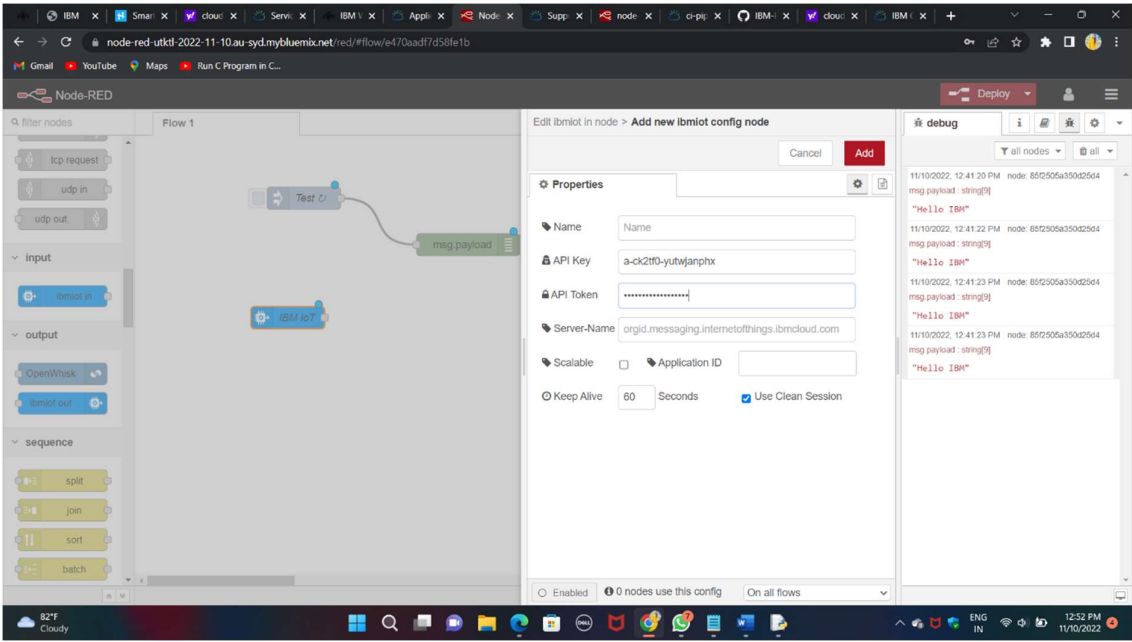 IBM
Smar
cloud
Servic
IBM V
Appli
Node
Supp
node
ci-pip
IBM-
cloud
IBM C
node-red-utktl-2022-11-10.au-syd.mybluemix.net/red/#flow/e470aadf7d58fe1b
Gmail YouTube Maps Run C Program in C...
Node-RED Deploy
filter nodes
tcp request
udp in
udp out
input
ibmiot in
output
OpenWhisk
ibmiot out
sequence
split
join
sort
batch
Flow 1
Test ↻
msg.payload
IBM IoT
Edit ibmiot in node > Add new ibmiot config node
Cancel Add
Properties
Name Name
API Key a-ck2tf0-yutwjanphx
API Token ••••••••••••••••••
Server-Name orgid.messaging.internetofthings.ibmcloud.com
Scalable Application ID
Keep Alive 60 Seconds Use Clean Session
Enabled 0 nodes use this config On all flows
debug
all nodes all
11/10/2022, 12:41:20 PM node: 85f2505a350d25d4
msg.payload : string[9]
"Hello IBM"
11/10/2022, 12:41:22 PM node: 85f2505a350d25d4
msg.payload : string[9]
"Hello IBM"
11/10/2022, 12:41:23 PM node: 85f2505a350d25d4
msg.payload : string[9]
"Hello IBM"
11/10/2022, 12:41:23 PM node: 85f2505a350d25d4
msg.payload : string[9]
"Hello IBM"
82°F
Cloudy
DELL
7
ENG
IN
12:52 PM
11/10/2022
4